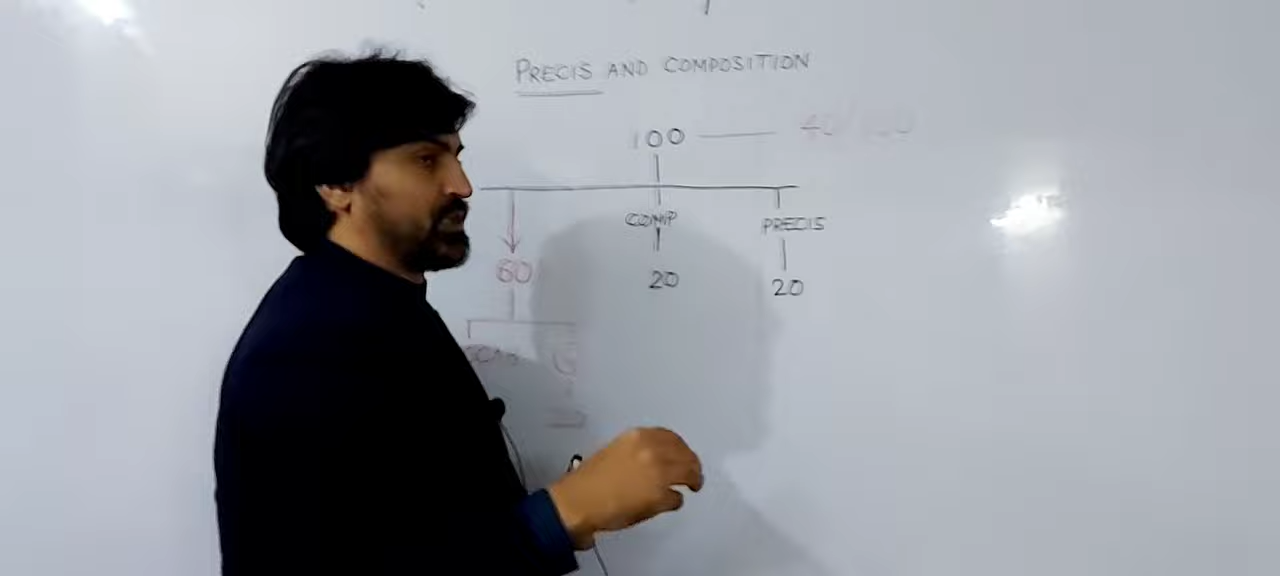 PRECIS AND COMPOSITION
100
COMP
PRECIS
60
20
20